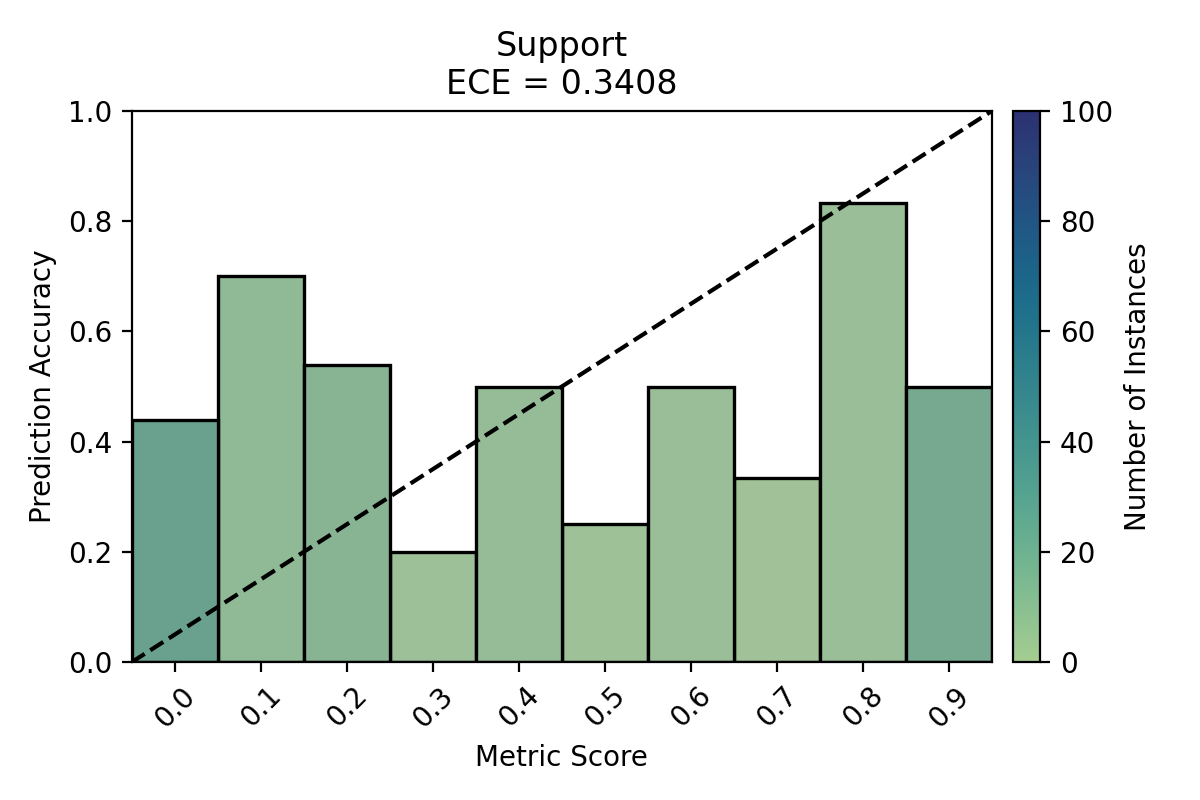 Support
ECE = 0.3408
Prediction Accuracy
1.0
0.8
0.6
0.4
0.2
0.0
0.0 0.1 0.2 0.3 0.4 0.5 0.6 0.7 0.8 0.9
Metric Score
100
80
60
40
20
0
Number of Instances